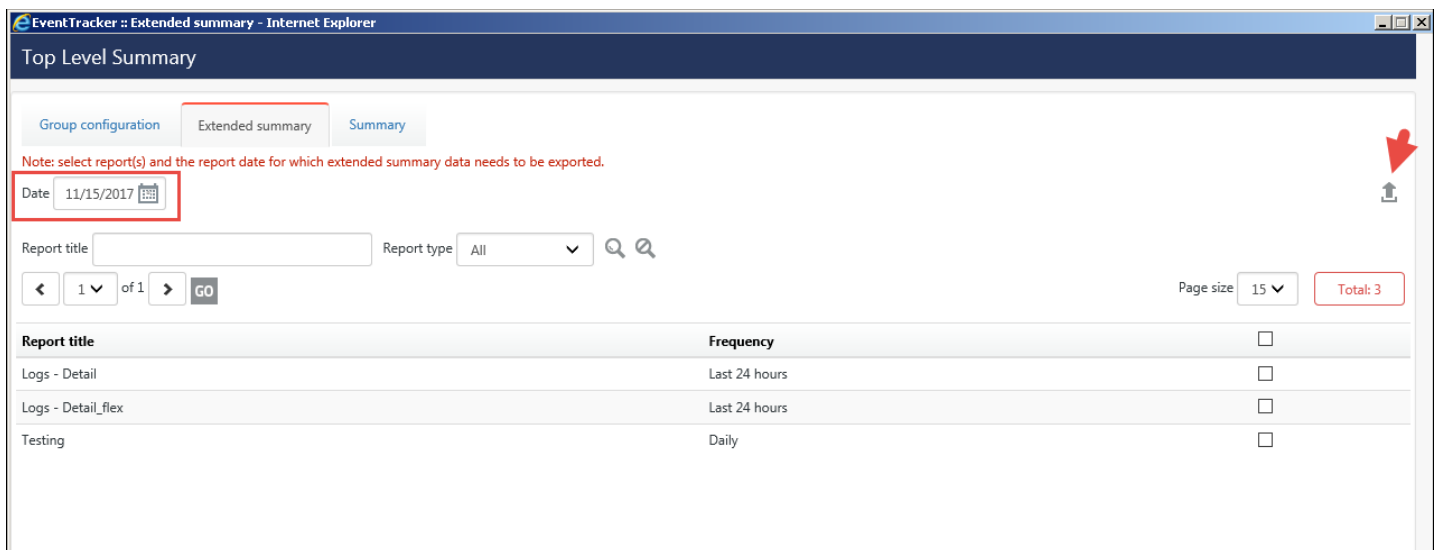 EventTracker :: Extended summary - Internet Explorer
Top Level Summary
Group configuration Extended summary Summary
Note: select report(s) and the report date for which extended summary data needs to be exported.
Date 11/15/2017
Report title Report type All
1 of 1 GO Page size 15 Total: 3
Report title Frequency
Logs - Detail Last 24 hours
Logs - Detail_flex Last 24 hours
Testing Daily